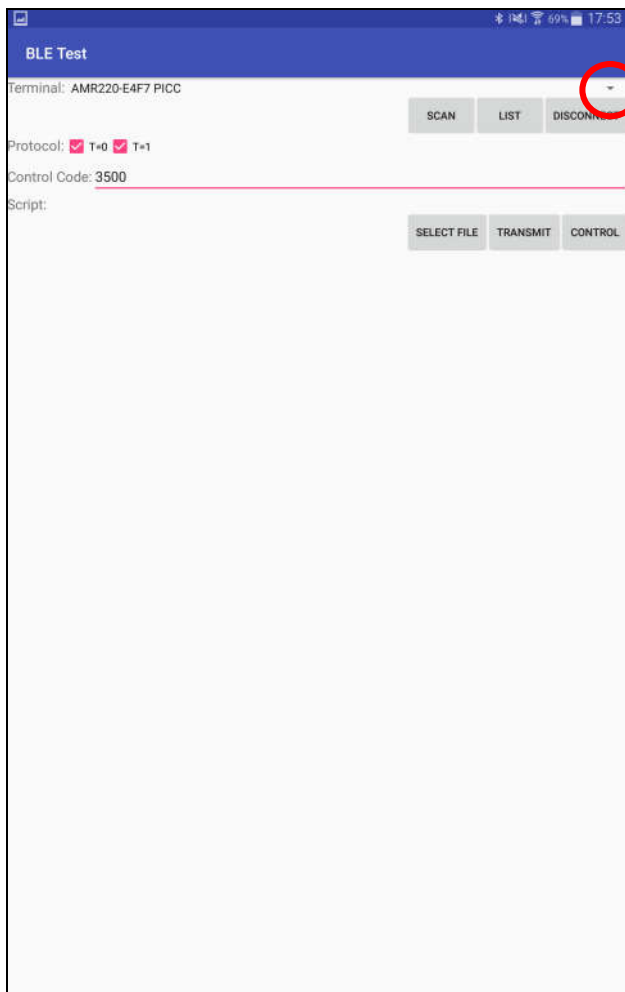 69% 17:53
BLE Test
Terminal: AMR220-E4F7 PICC
SCAN LIST DISCONNECT
Protocol: T=0 T=1
Control Code: 3500
Script:
SELECT FILE TRANSMIT CONTROL